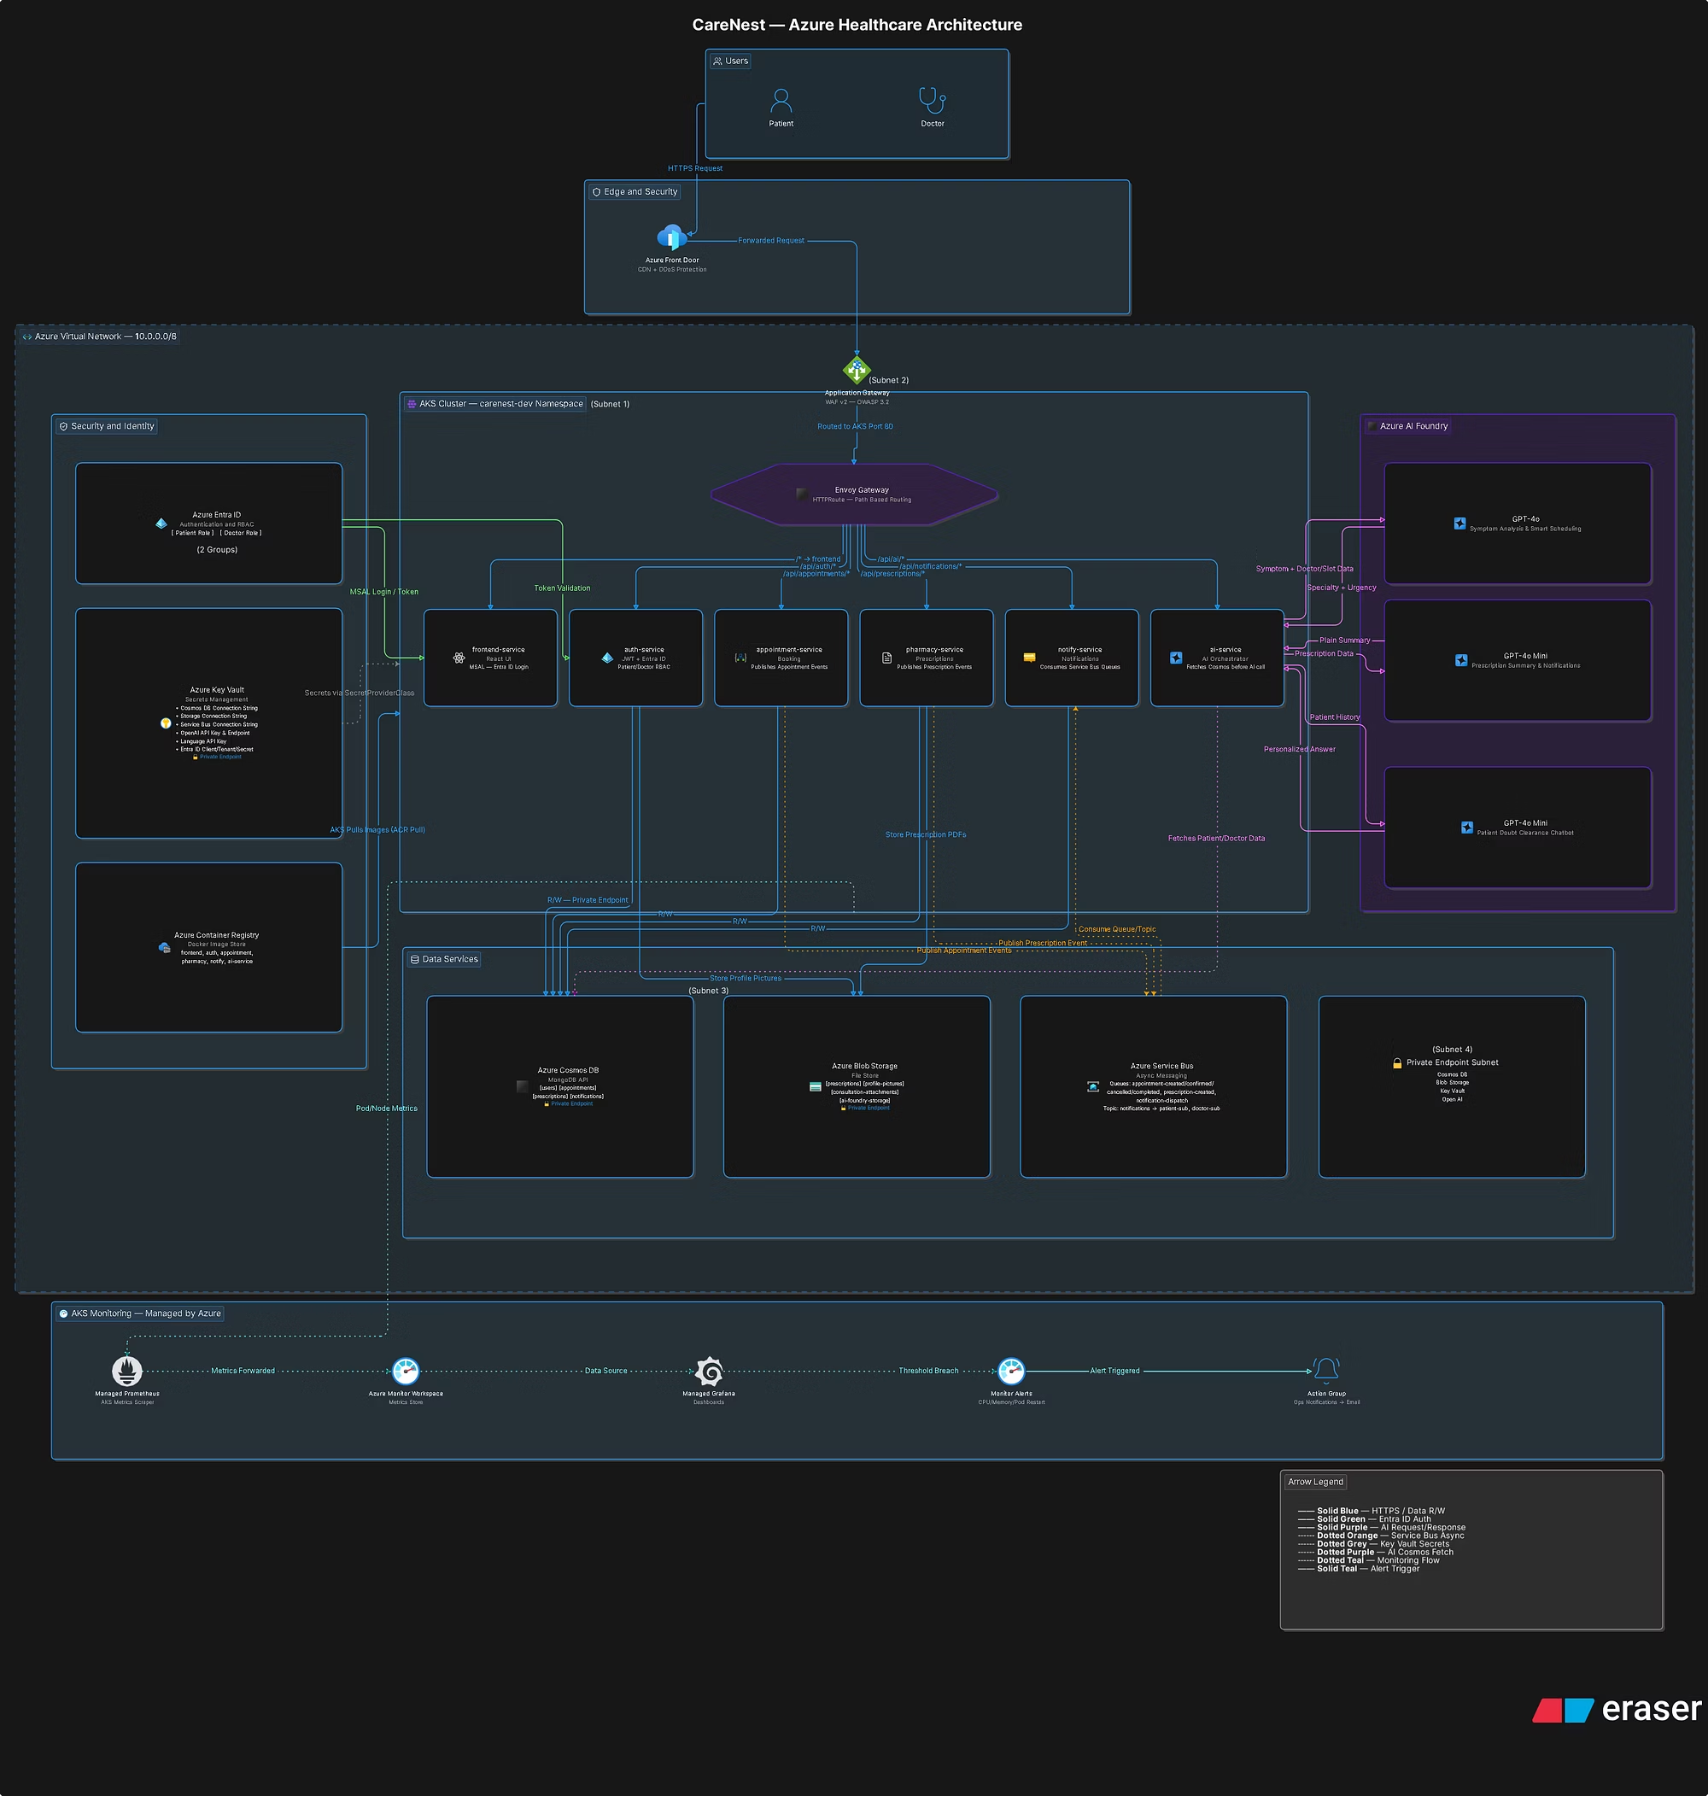 CareNest — Azure Healthcare Architecture
Users
Patient
Doctor
HTTPS Request
Edge and Security
Azure Front Door
CDN + DDoS Protection
Forwarded Request
Azure Virtual Network — 10.0.0.0/8
(Subnet 2)
Application Gateway
WAF v2 — OWASP 3.2
AKS Cluster — carenest-dev Namespace
(Subnet 1)
Routed to AKS Port 80
Envoy Gateway
HTTPRoute — Path Based Routing
/* → frontend
/api/auth/*
/api/appointments/*
/api/ai/*
/api/notifications/*
/api/prescriptions/*
Security and Identity
Azure Entra ID
Authentication and RBAC
[ Patient Role ] [ Doctor Role ]
(2 Groups)
MSAL Login / Token
Token Validation
Azure Key Vault
Secrets Management
• Cosmos DB Connection String
• Storage Connection String
• Service Bus Connection String
• OpenAI API Key & Endpoint
• Language API Key
• Entra ID Client/Tenant/Secret
🔒 Private Endpoint
Secrets via SecretProviderClass
AKS Pulls Images (ACR Pull)
Azure Container Registry
Docker Image Store
frontend, auth, appointment,
pharmacy, notify, ai-service
frontend-service
React UI
MSAL — Entra ID Login
auth-service
JWT + Entra ID
Patient/Doctor RBAC
appointment-service
Booking
Publishes Appointment Events
pharmacy-service
Prescriptions
Publishes Prescription Events
notify-service
Notifications
Consumes Service Bus Queues
ai-service
AI Orchestrator
Fetches Cosmos before AI call
Azure AI Foundry
GPT-4o
Symptom Analysis & Smart Scheduling
GPT-4o Mini
Prescription Summary & Notifications
GPT-4o Mini
Patient Doubt Clearance Chatbot
Symptom + Doctor/Slot Data
Specialty + Urgency
Plain Summary
Prescription Data
Patient History
Personalized Answer
Store Prescription PDFs
Fetches Patient/Doctor Data
R/W — Private Endpoint
R/W
R/W
R/W
Consume Queue/Topic
Publish Prescription Event
Publish Appointment Events
Data Services
Store Profile Pictures
(Subnet 3)
Azure Cosmos DB
MongoDB API
[users] [appointments]
[prescriptions] [notifications]
🔒 Private Endpoint
Azure Blob Storage
File Store
[prescriptions] [profile-pictures]
[consultation-attachments]
[ai-foundry-storage]
🔒 Private Endpoint
Azure Service Bus
Async Messaging
Queues: appointment-created/confirmed/
cancelled/completed, prescription-created,
notification-dispatch
Topic: notifications → patient-sub, doctor-sub
(Subnet 4)
Private Endpoint Subnet
Cosmos DB
Blob Storage
Key Vault
Open AI
Pod/Node Metrics
AKS Monitoring — Managed by Azure
Managed Prometheus
AKS Metrics Scraper
Metrics Forwarded
Azure Monitor Workspace
Metrics Store
Data Source
Managed Grafana
Dashboards
Threshold Breach
Monitor Alerts
CPU/Memory/Pod Restart
Alert Triggered
Action Group
Ops Notifications → Email
Arrow Legend
—— Solid Blue — HTTPS / Data R/W
—— Solid Green — Entra ID Auth
—— Solid Purple — AI Request/Response
------ Dotted Orange — Service Bus Async
------ Dotted Grey — Key Vault Secrets
------ Dotted Purple — AI Cosmos Fetch
------ Dotted Teal — Monitoring Flow
—— Solid Teal — Alert Trigger
eraser